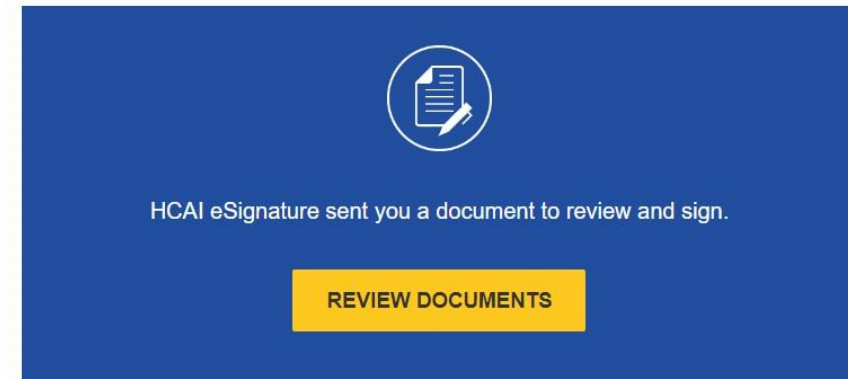 HCAI eSignature sent you a document to review and sign.
REVIEW DOCUMENTS